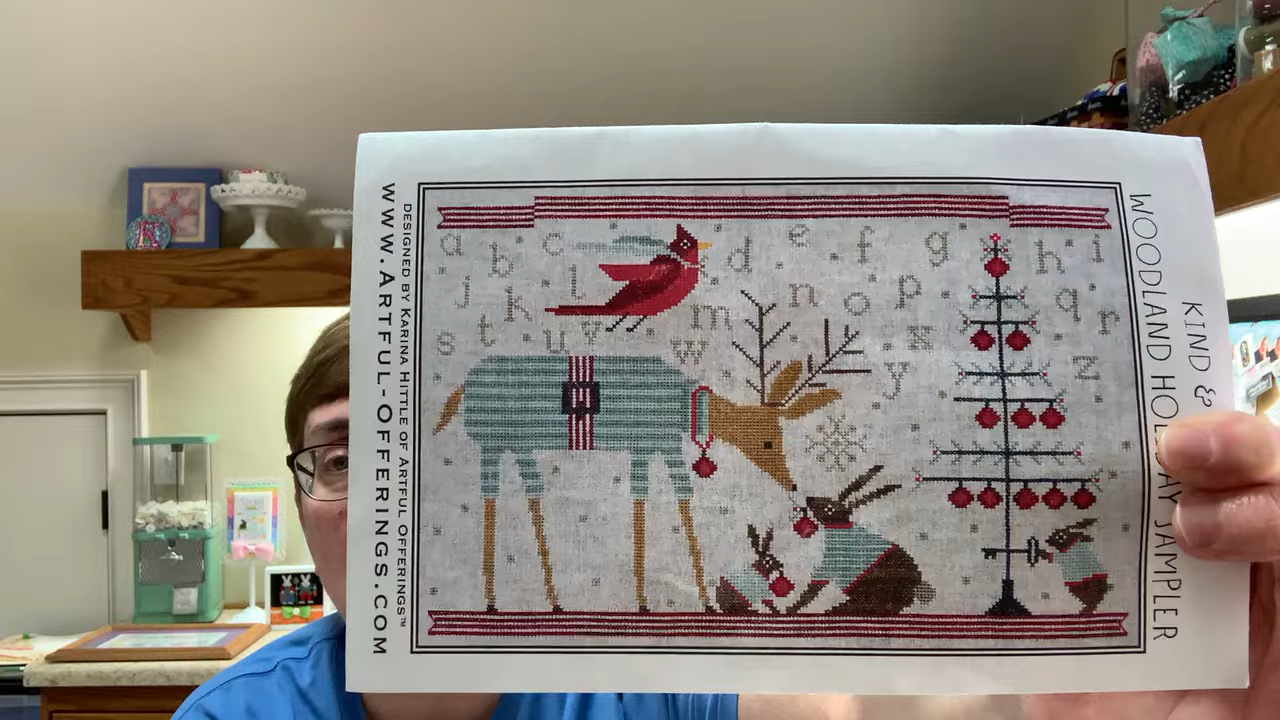 KIND &
WOODLAND HOLIDAY SAMPLER
a b c d e f g h i
j k l m n o p q r
s t u v w x y z
DESIGNED BY KARINA HITTLE OF ARTFUL OFFERINGS™
WWW.ARTFUL-OFFERINGS.COM